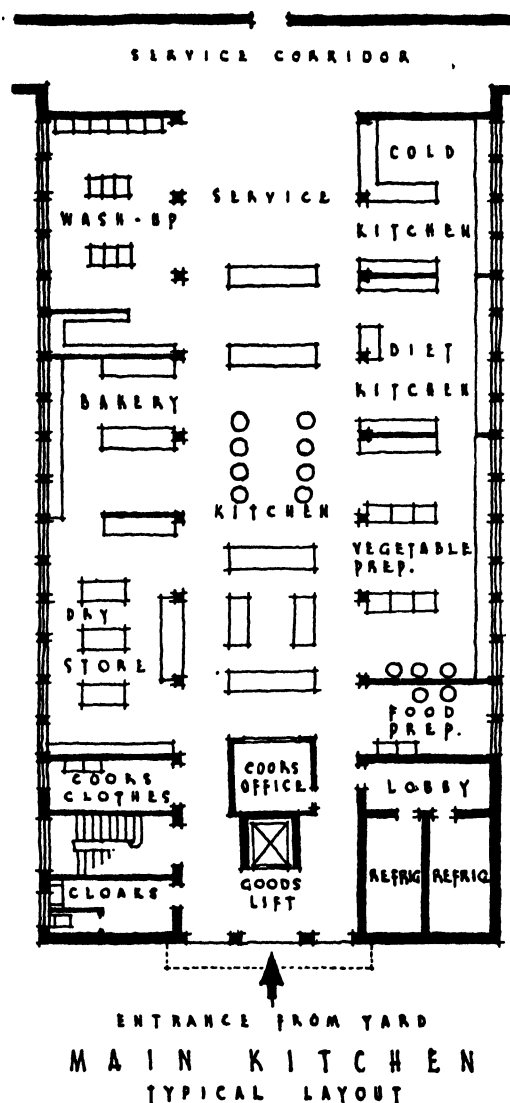 SERVICE CORRIDOR
COLD
KITCHEN
SERVICE
WASH-UP
DIET
KITCHEN
BAKERY
KITCHEN
VEGETABLE
PREP.
DRY
STORE
FOOD
PREP.
COOKS
CLOTHES
COOKS
OFFICE
LOBBY
CLOAKS
GOODS
LIFT
REFRIG
REFRIG
ENTRANCE FROM YARD
MAIN KITCHEN
TYPICAL LAYOUT